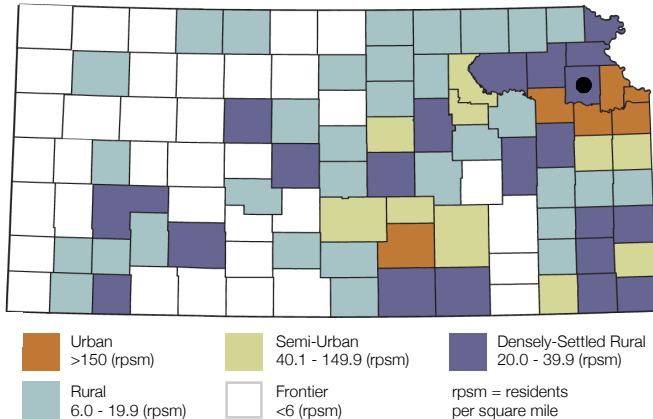 Urban
>150 (rpsm)
Semi-Urban
40.1 - 149.9 (rpsm)
Densely-Settled Rural
20.0 - 39.9 (rpsm)
Rural
6.0 - 19.9 (rpsm)
Frontier
<6 (rpsm)
rpsm = residents
per square mile